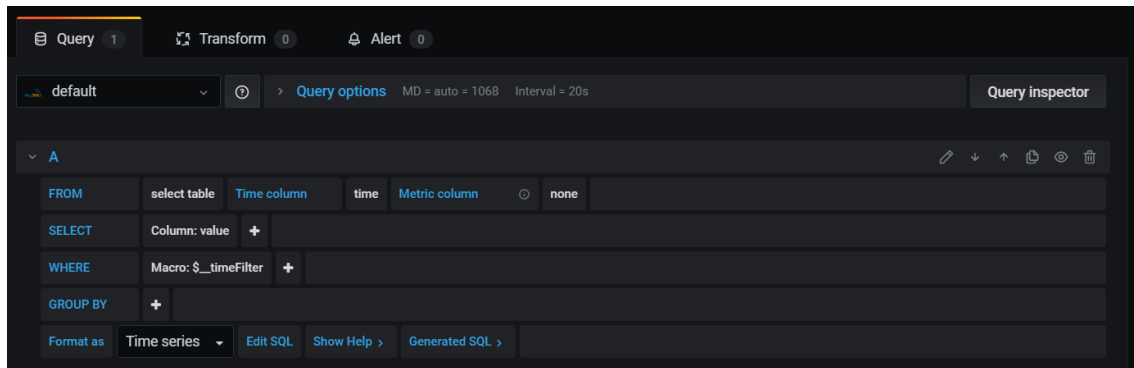 Query 1 Transform 0 Alert 0
default Query options MD = auto = 1068 Interval = 20s Query inspector
A
FROM select table Time column time Metric column none
SELECT Column: value +
WHERE Macro: $__timeFilter +
GROUP BY +
Format as Time series Edit SQL Show Help > Generated SQL >